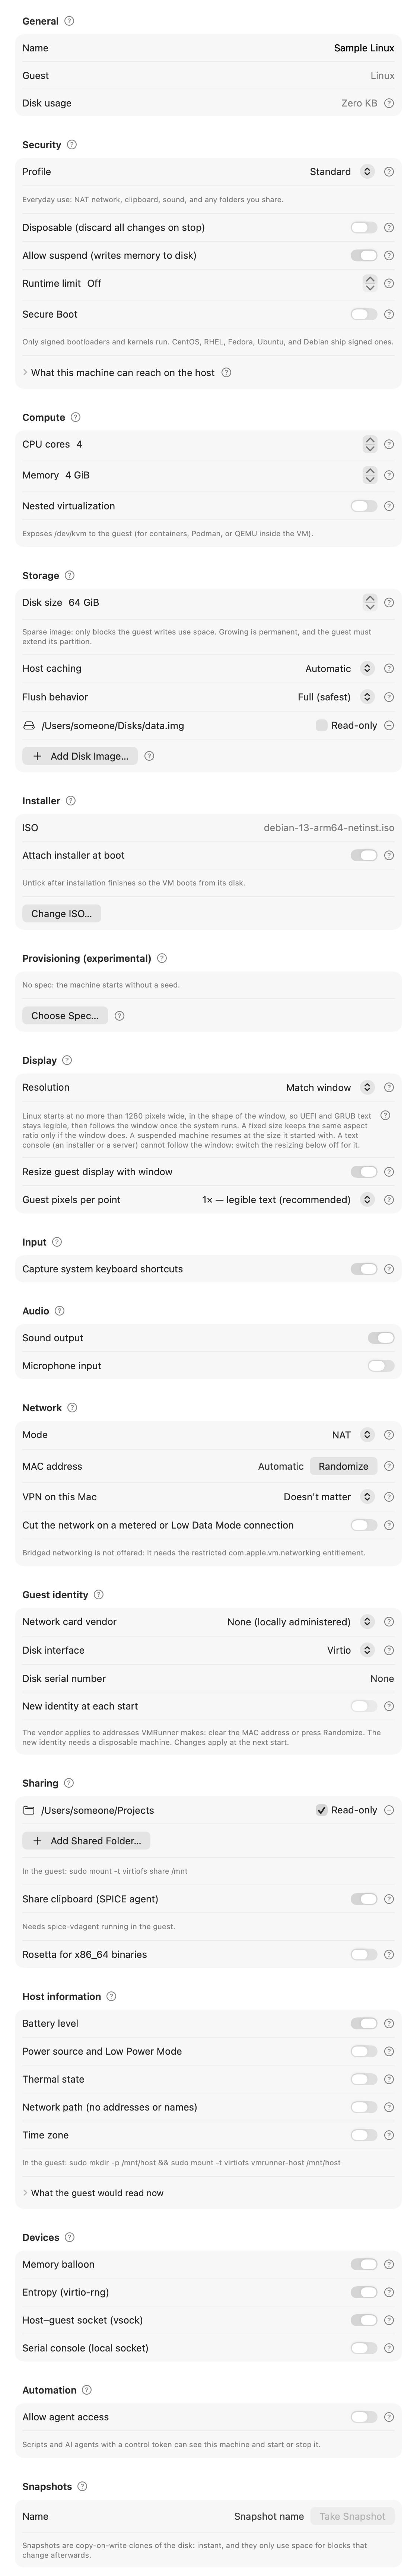 General
Name Sample Linux
Guest Linux
Disk usage Zero KB
Security
Profile Standard
Everyday use: NAT network, clipboard, sound, and any folders you share.
Disposable (discard all changes on stop)
Allow suspend (writes memory to disk)
Runtime limit Off
Secure Boot
Only signed bootloaders and kernels run. CentOS, RHEL, Fedora, Ubuntu, and Debian ship signed ones.
What this machine can reach on the host
Compute
CPU cores 4
Memory 4 GiB
Nested virtualization
Exposes /dev/kvm to the guest (for containers, Podman, or QEMU inside the VM).
Storage
Disk size 64 GiB
Sparse image: only blocks the guest writes use space. Growing is permanent, and the guest must
extend its partition.
Host caching Automatic
Flush behavior Full (safest)
/Users/someone/Disks/data.img Read-only
+ Add Disk Image...
Installer
ISO debian-13-arm64-netinst.iso
Attach installer at boot
Untick after installation finishes so the VM boots from its disk.
Change ISO...
Provisioning (experimental)
No spec: the machine starts without a seed.
Choose Spec...
Display
Resolution Match window
Linux starts at no more than 1280 pixels wide, in the shape of the window, so UEFI and GRUB text
stays legible, then follows the window once the system runs. A fixed size keeps the same aspect
ratio only if the window does. A suspended machine resumes at the size it started with. A text
console (an installer or a server) cannot follow the window: switch the resizing below off for it.
Resize guest display with window
Guest pixels per point 1× — legible text (recommended)
Input
Capture system keyboard shortcuts
Audio
Sound output
Microphone input
Network
Mode NAT
MAC address Automatic Randomize
VPN on this Mac Doesn't matter
Cut the network on a metered or Low Data Mode connection
Bridged networking is not offered: it needs the restricted com.apple.vm.networking entitlement.
Guest identity
Network card vendor None (locally administered)
Disk interface Virtio
Disk serial number None
New identity at each start
The vendor applies to addresses VMRunner makes: clear the MAC address or press Randomize. The
new identity needs a disposable machine. Changes apply at the next start.
Sharing
/Users/someone/Projects Read-only
+ Add Shared Folder...
In the guest: sudo mount -t virtiofs share /mnt
Share clipboard (SPICE agent)
Needs spice-vdagent running in the guest.
Rosetta for x86_64 binaries
Host information
Battery level
Power source and Low Power Mode
Thermal state
Network path (no addresses or names)
Time zone
In the guest: sudo mkdir -p /mnt/host && sudo mount -t virtiofs vmrunner-host /mnt/host
What the guest would read now
Devices
Memory balloon
Entropy (virtio-rng)
Host–guest socket (vsock)
Serial console (local socket)
Automation
Allow agent access
Scripts and AI agents with a control token can see this machine and start or stop it.
Snapshots
Name Snapshot name Take Snapshot
Snapshots are copy-on-write clones of the disk: instant, and they only use space for blocks that
change afterwards.